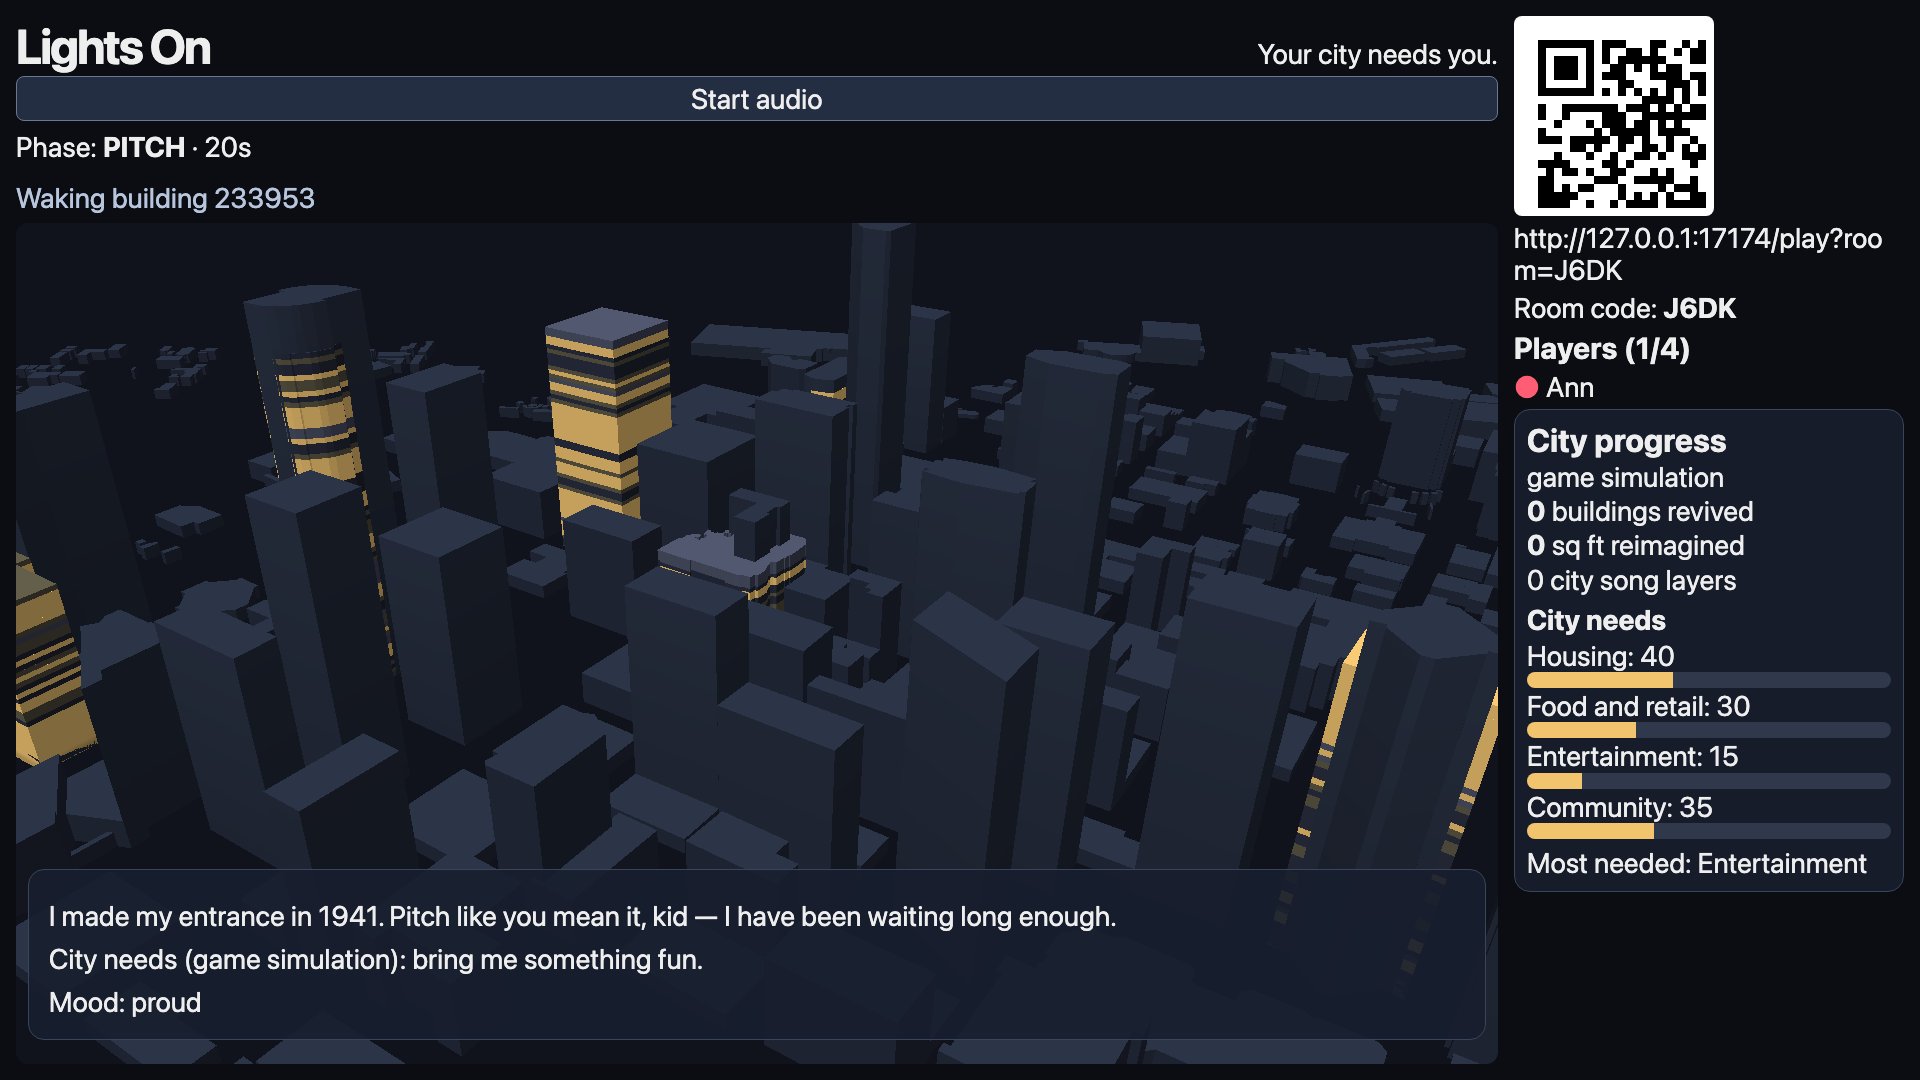 Lights On
Your city needs you.
Start audio
Phase: PITCH · 20s
Waking building 233953
I made my entrance in 1941. Pitch like you mean it, kid — I have been waiting long enough.
City needs (game simulation): bring me something fun.
Mood: proud
http://127.0.0.1:17174/play?roo
m=J6DK
Room code: J6DK
Players (1/4)
Ann
City progress
game simulation
0 buildings revived
0 sq ft reimagined
0 city song layers
City needs
Housing: 40
Food and retail: 30
Entertainment: 15
Community: 35
Most needed: Entertainment